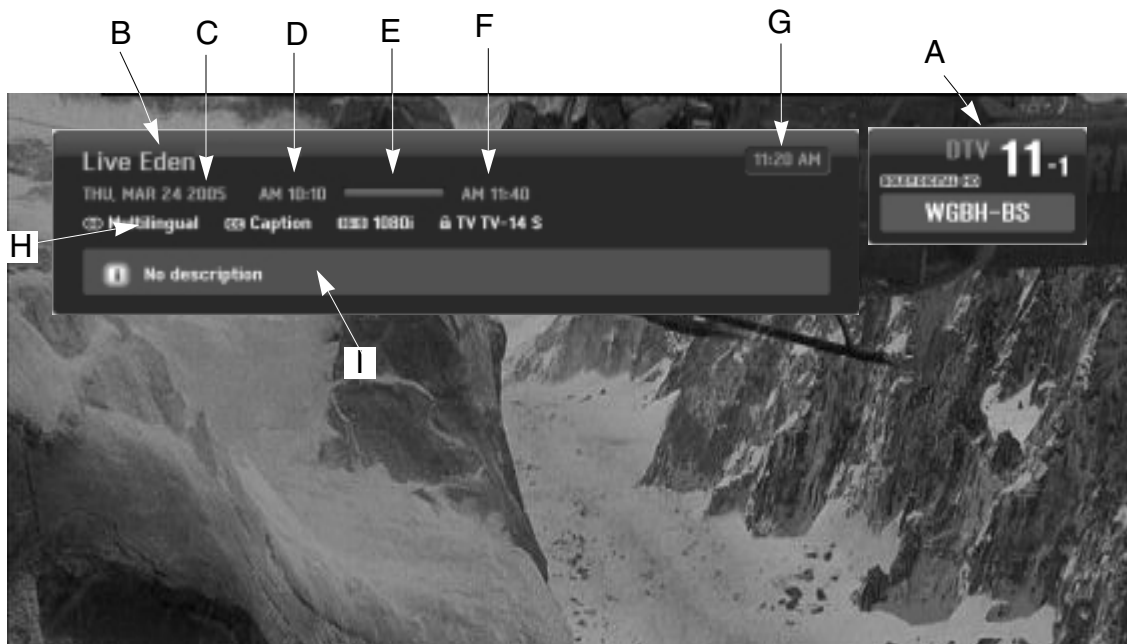 B C D E F G A
Live Eden
11:20 AM
DTV 11-1
THU, MAR 24 2005 AM 10:10 AM 11:40
WGBH-BS
H
Multilingual CC Caption 1080i TV TV-14 S
i No description
I